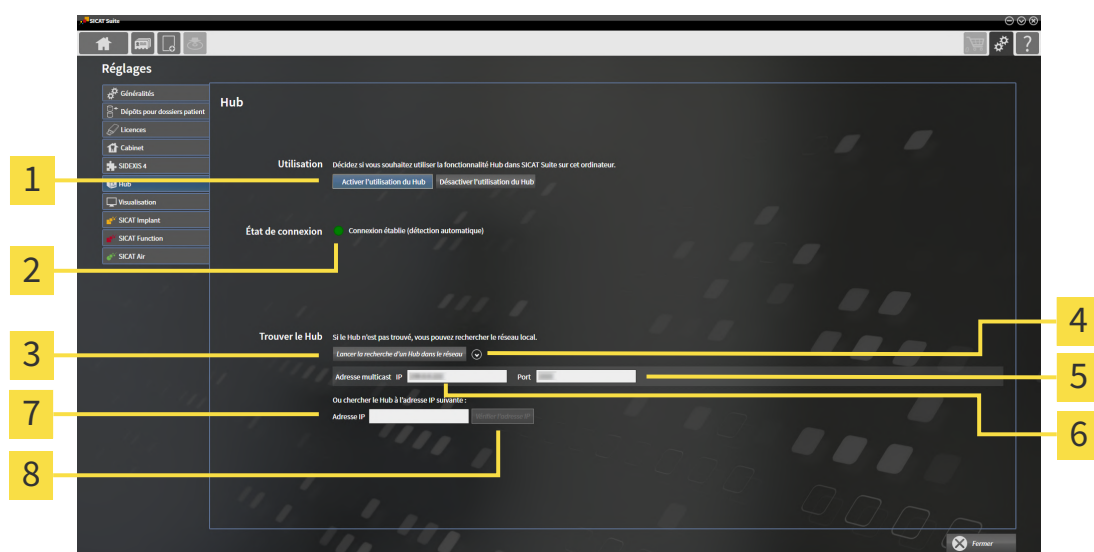 SICAT Suite
?
Réglages
Généralités
Dépôts pour dossiers patient
Licences
Cabinet
SIDEXIS 4
Hub
Visualisation
SICAT Implant
SICAT Function
SICAT Air
Hub
Utilisation Décidez si vous souhaitez utiliser la fonctionnalité Hub dans SICAT Suite sur cet ordinateur.
Activer l'utilisation du Hub Désactiver l'utilisation du Hub
État de connexion Connexion établie (détection automatique)
Trouver le Hub Si le Hub n'est pas trouvé, vous pouvez rechercher le réseau local.
Lancer la recherche d'un Hub dans le réseau
Adresse multicast IP Port
Ou chercher le Hub à l'adresse IP suivante :
Adresse IP Vérifier l'adresse IP
Fermer
1
2
3
7
8
4
5
6